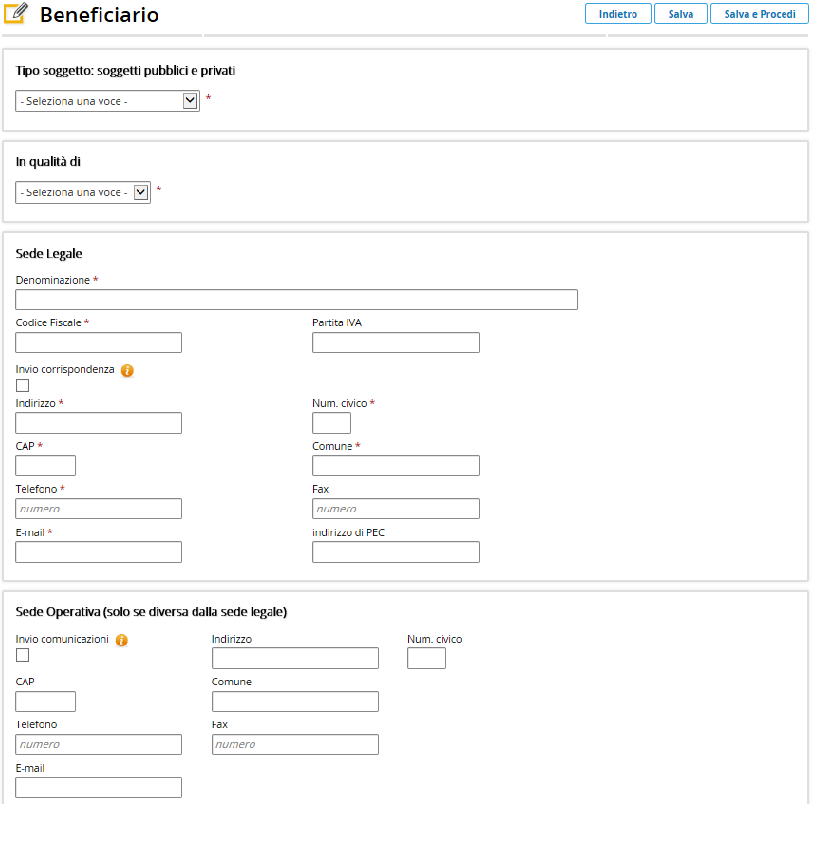 Beneficiario
Indietro Salva Salva e Procedi
Tipo soggetto: soggetti pubblici e privati
- Seleziona una voce - *
In qualità di
- Seleziona una voce - *
Sede Legale
Denominazione *
Codice Fiscale * Partita IVA
Invio corrispondenza i
Indirizzo * Num. civico *
CAP * Comune *
Telefono * Fax
numero numero
E-mail * indirizzo di PEC
Sede Operativa (solo se diversa dalla sede legale)
Invio comunicazioni i Indirizzo Num. civico
CAP Comune
Telefono Fax
numero numero
E-mail